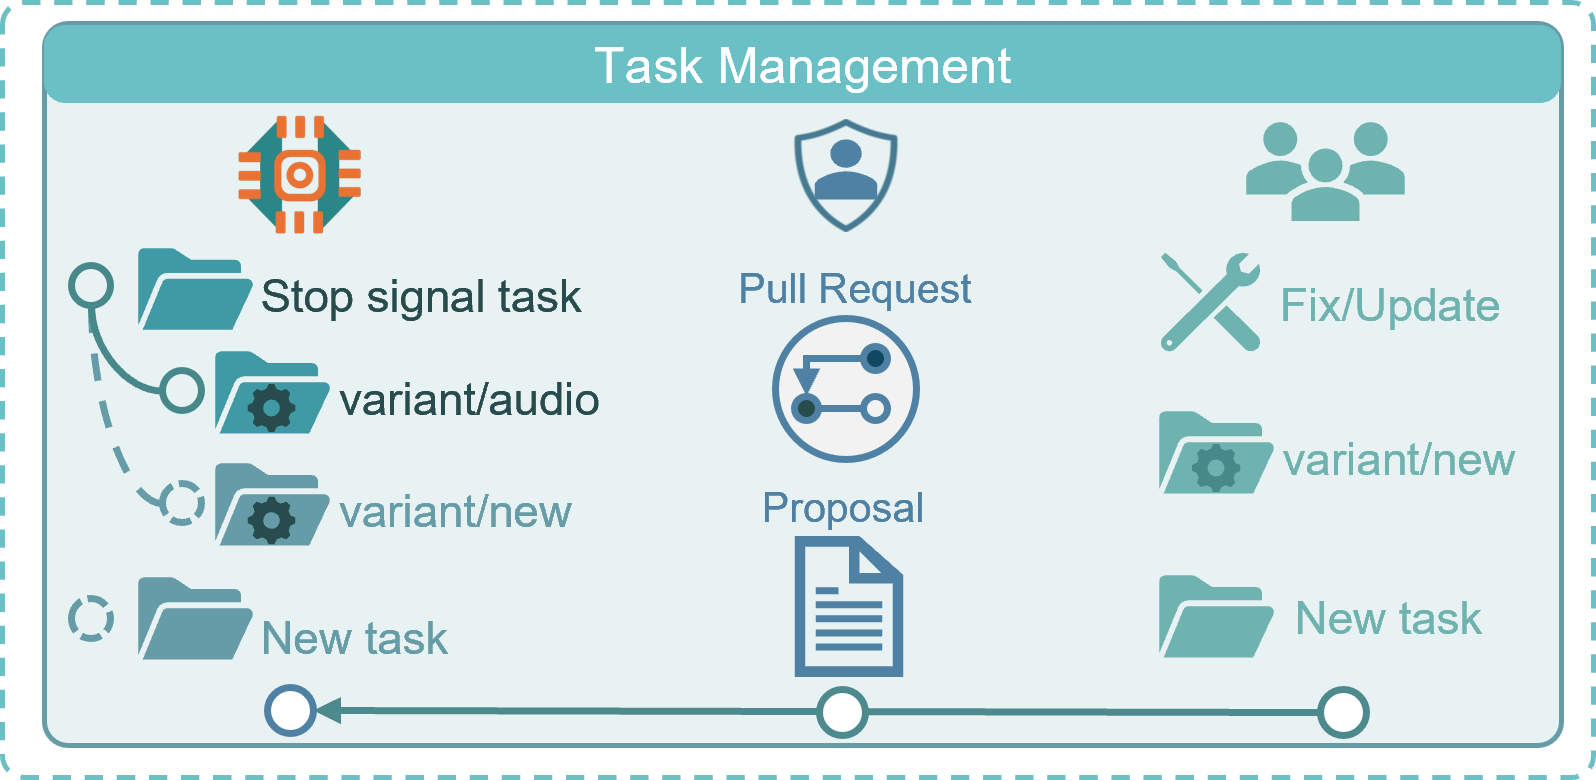 Task Management
Stop signal task
variant/audio
variant/new
New task
Pull Request
Proposal
Fix/Update
variant/new
New task